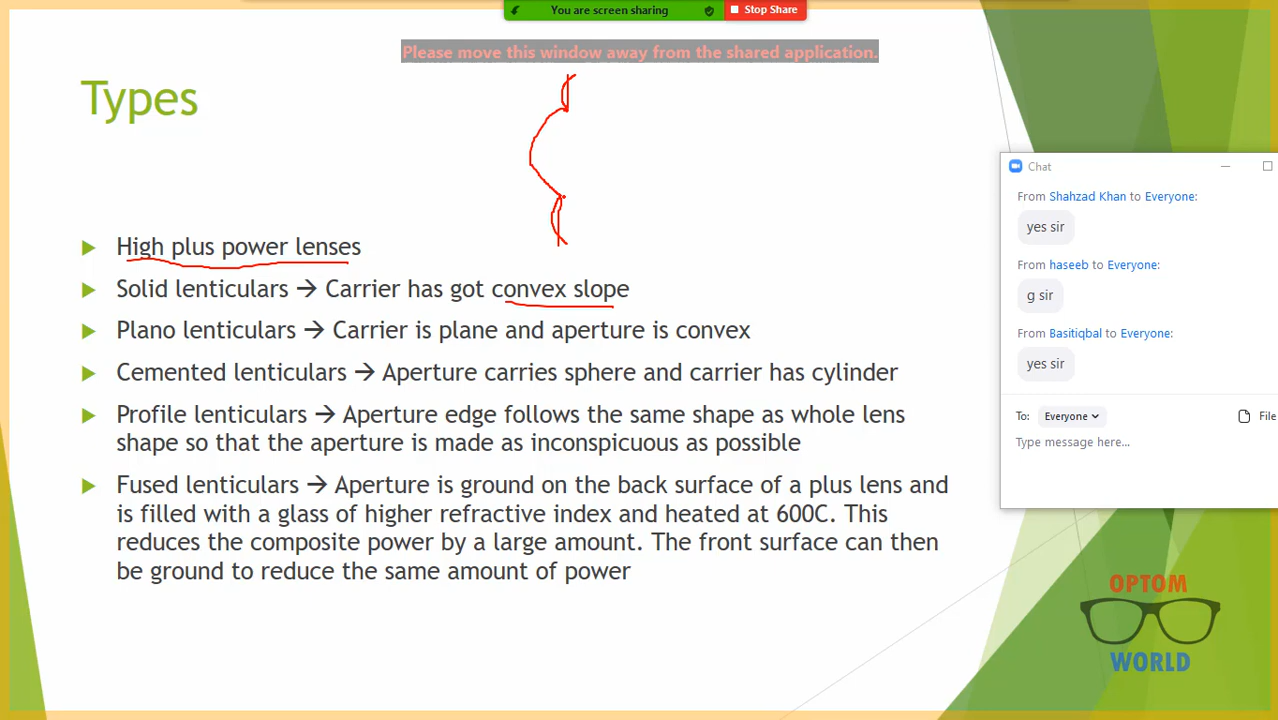 You are screen sharing
Stop Share
Please move this window away from the shared application.
Types
High plus power lenses
Solid lenticulars → Carrier has got convex slope
Plano lenticulars → Carrier is plane and aperture is convex
Cemented lenticulars → Aperture carries sphere and carrier has cylinder
Profile lenticulars → Aperture edge follows the same shape as whole lens
shape so that the aperture is made as inconspicuous as possible
Fused lenticulars → Aperture is ground on the back surface of a plus lens and
is filled with a glass of higher refractive index and heated at 600C. This
reduces the composite power by a large amount. The front surface can then
be ground to reduce the same amount of power
Chat
From Shahzad Khan to Everyone:
yes sir
From haseeb to Everyone:
g sir
From Basitiqbal to Everyone:
yes sir
To: Everyone
File
Type message here...
OPTOM
WORLD